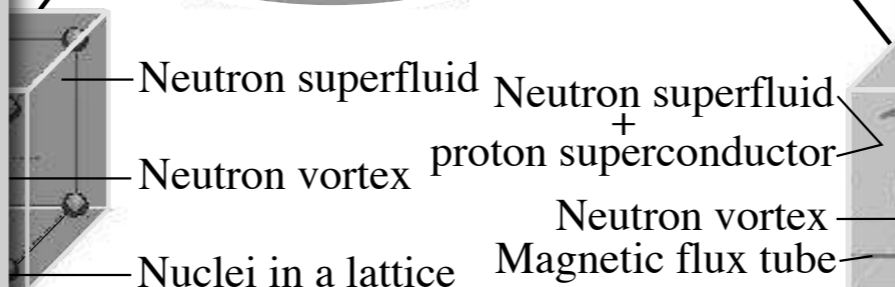 Neutron superfluid
Neutron vortex
Nuclei in a lattice
Neutron superfluid
+
proton superconductor
Neutron vortex
Magnetic flux tube